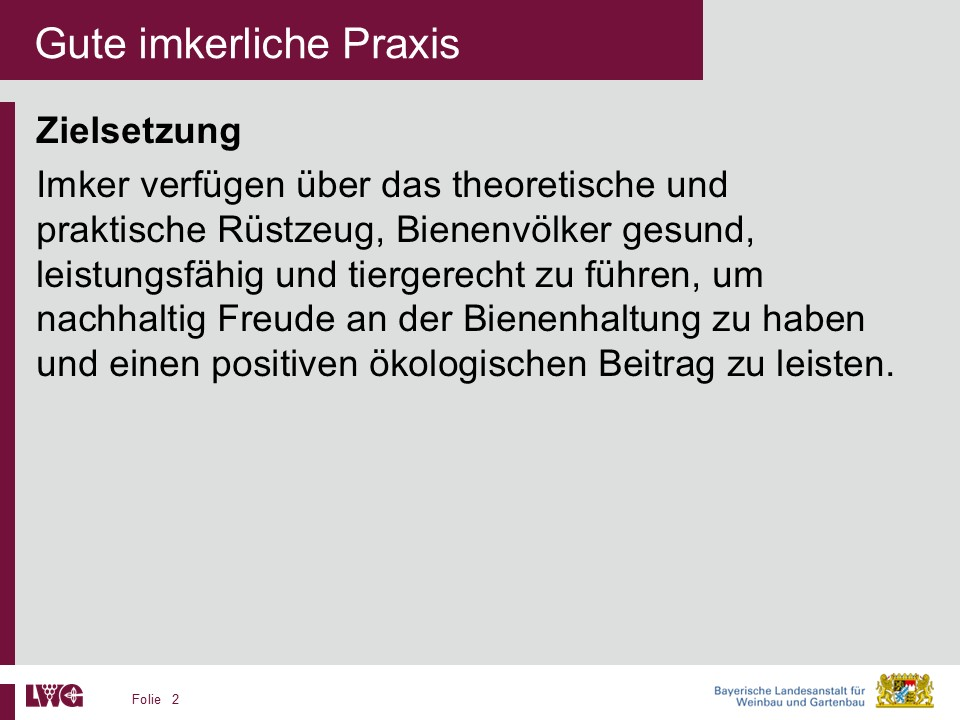 Gute imkerliche Praxis
Zielsetzung
Imker verfügen über das theoretische und
praktische Rüstzeug, Bienenvölker gesund,
leistungsfähig und tiergerecht zu führen, um
nachhaltig Freude an der Bienenhaltung zu haben
und einen positiven ökologischen Beitrag zu leisten.
LWG
Folie 2
Bayerische Landesanstalt für
Weinbau und Gartenbau